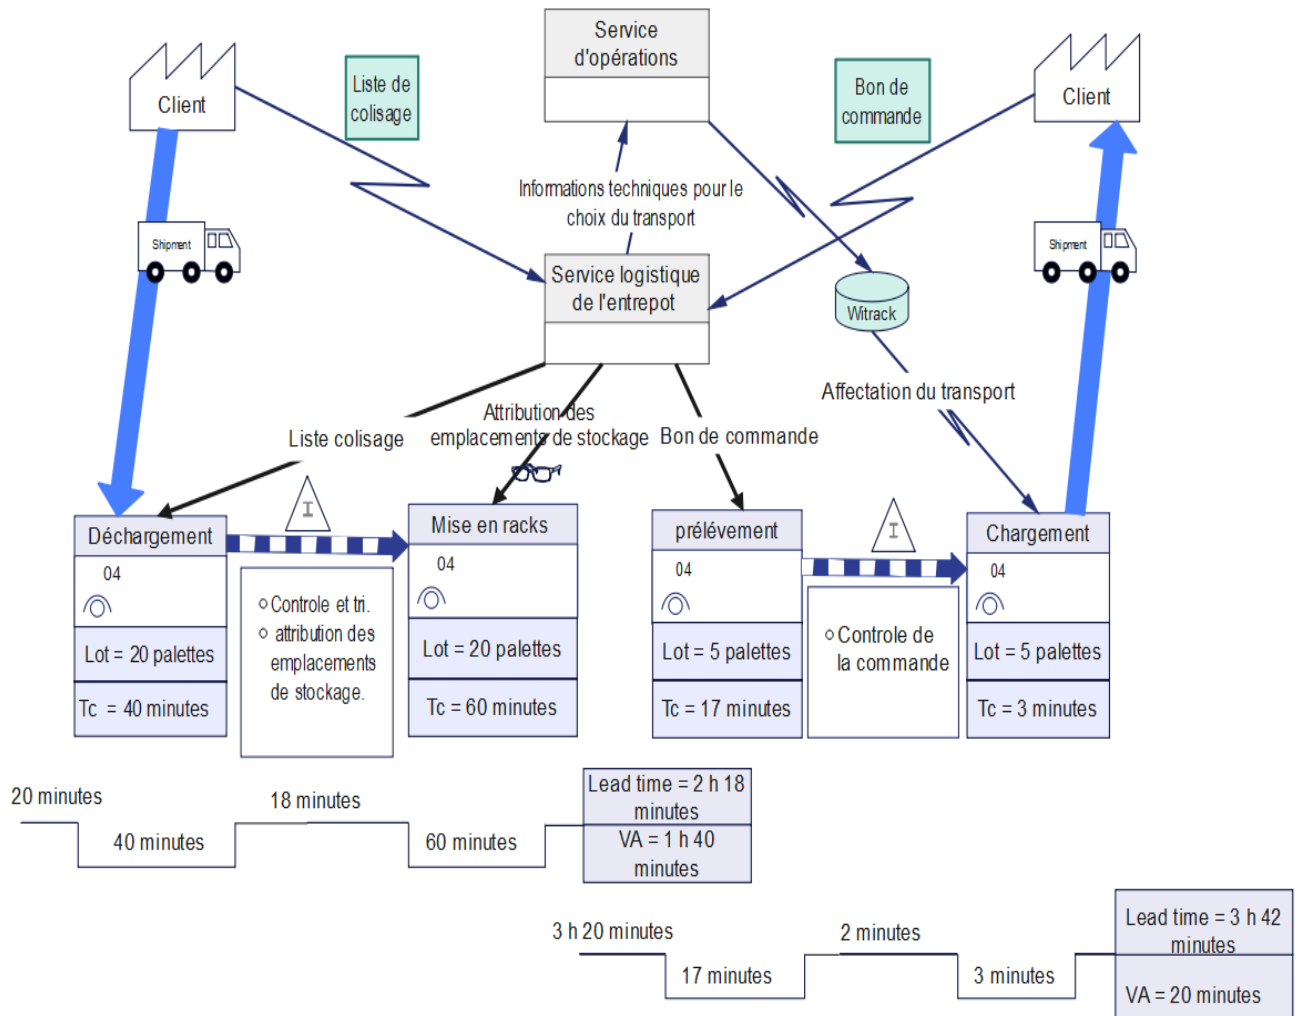 Service
d'opérations
Client
Liste de
colisage
Bon de
commande
Client
Informations techniques pour le
choix du transport
Shipment
Shipment
Service logistique
de l'entrepot
Witrack
Affectation du transport
Attribution des
emplacements de stockage
Liste colisage
Bon de commande
I
I
Déchargement
04
Lot = 20 palettes
Tc = 40 minutes
Controle et tri.
attribution des
emplacements
de stockage.
Mise en racks
04
Lot = 20 palettes
Tc = 60 minutes
prélévement
04
Lot = 5 palettes
Tc = 17 minutes
Controle de
la commande
Chargement
04
Lot = 5 palettes
Tc = 3 minutes
20 minutes
40 minutes
18 minutes
60 minutes
Lead time = 2 h 18
minutes
VA = 1 h 40
minutes
3 h 20 minutes
17 minutes
2 minutes
3 minutes
Lead time = 3 h 42
minutes
VA = 20 minutes